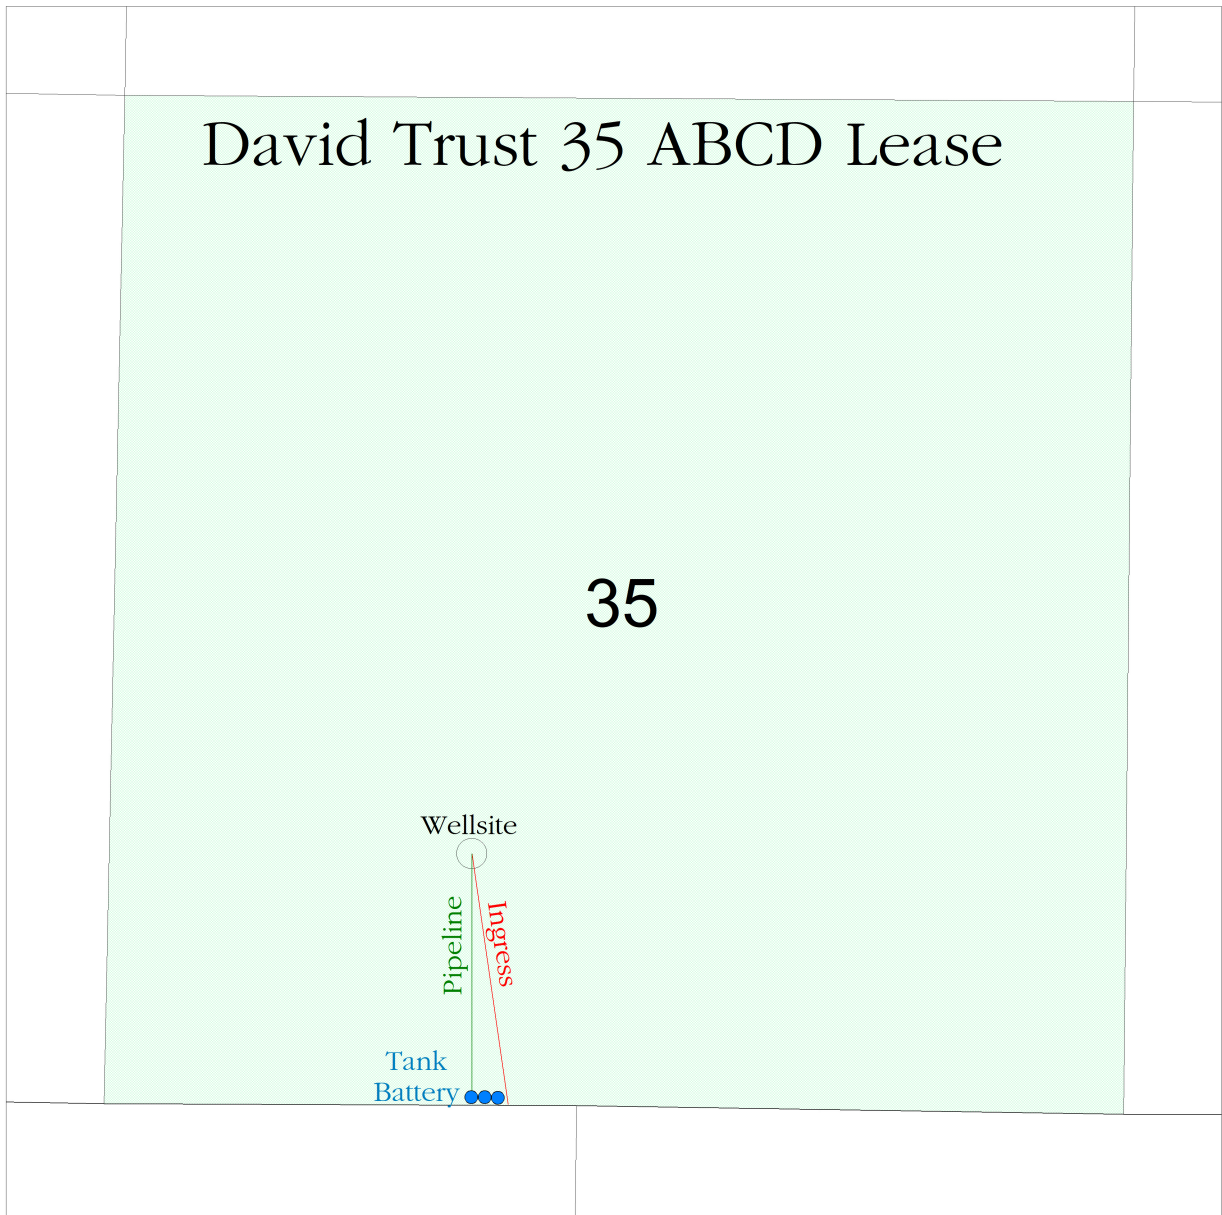 David Trust 35 ABCD Lease
35
Wellsite
Pipeline
Ingress
Tank
Battery